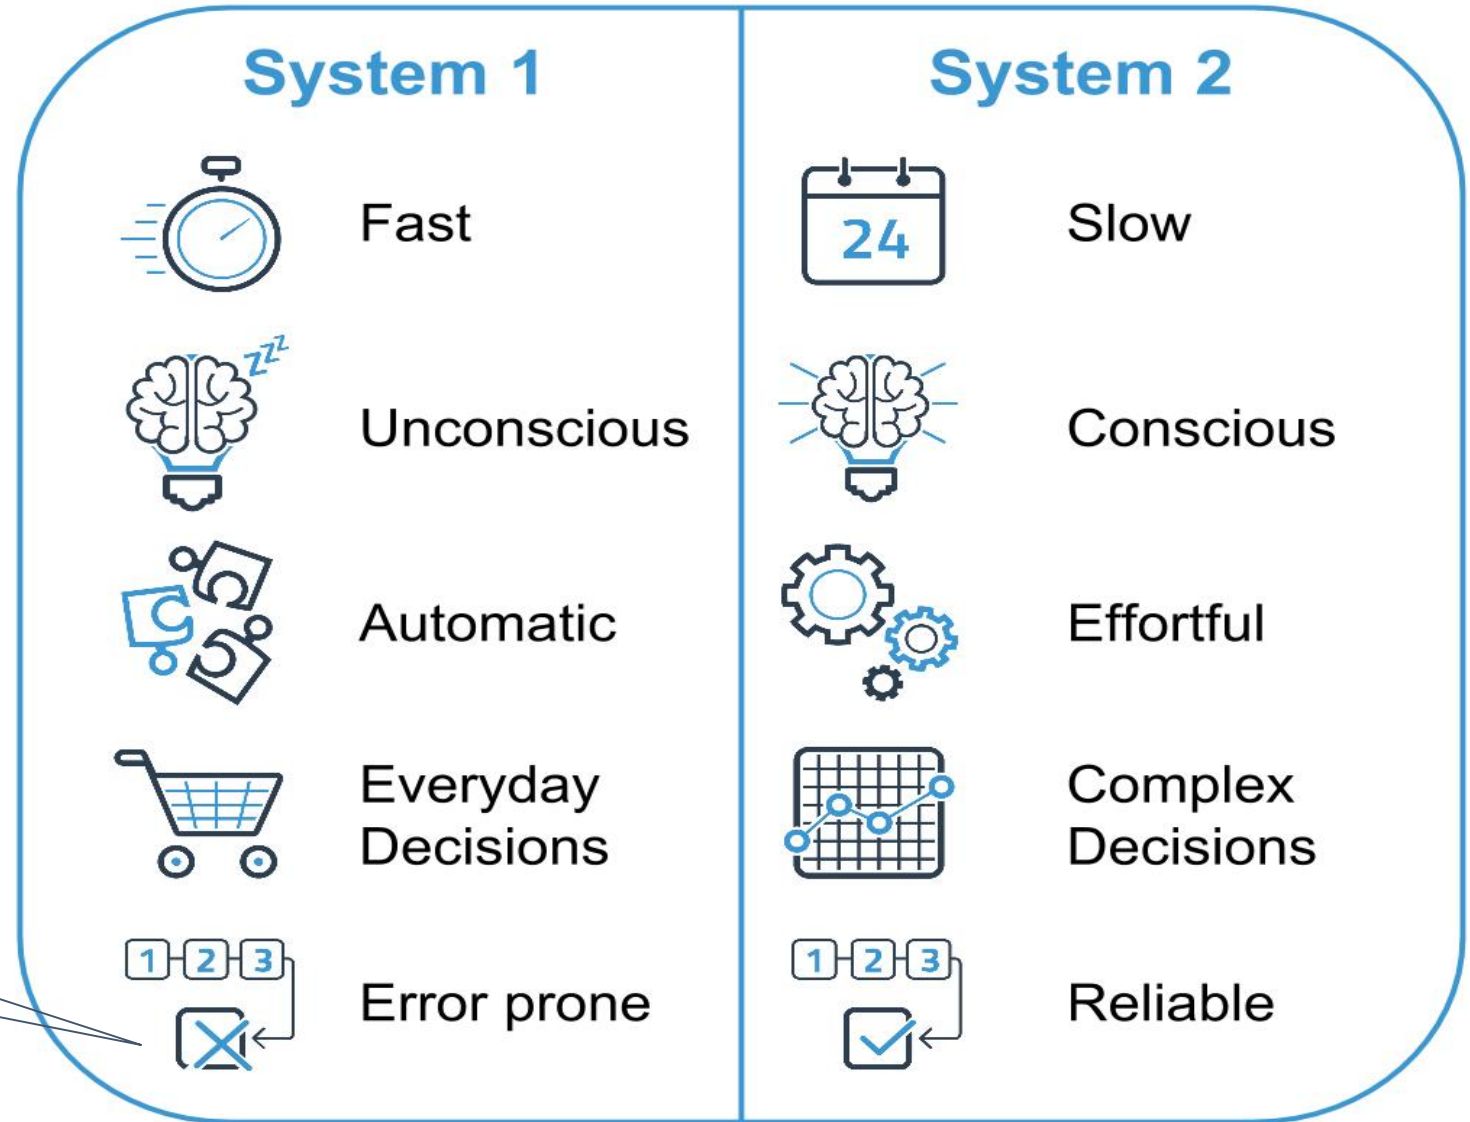 System 1
System 2
Fast
24
Slow
zzz
Unconscious
Conscious
Automatic
Effortful
Everyday
Decisions
Complex
Decisions
1 2 3
Error prone
1 2 3
Reliable